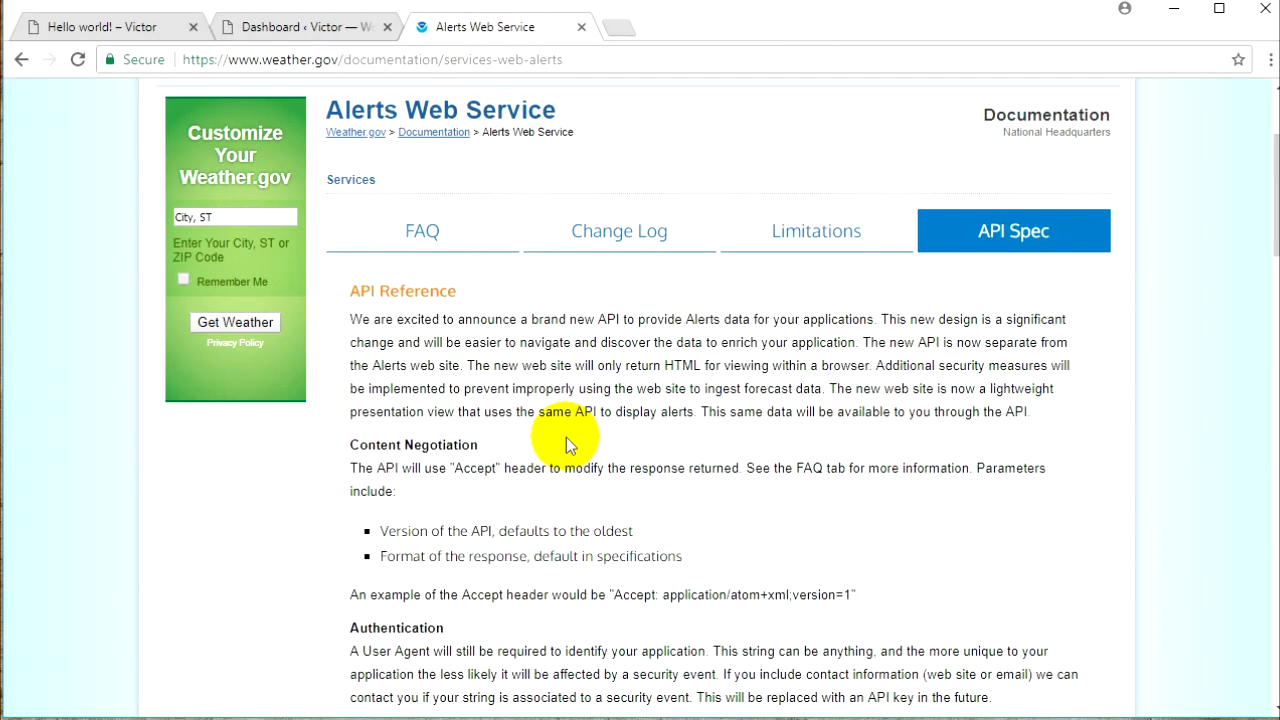 Hello world! – Victor
Dashboard ‹ Victor — W
Alerts Web Service
Secure
https://www.weather.gov/documentation/services-web-alerts
Customize
Your
Weather.gov
City, ST
Enter Your City, ST or
ZIP Code
Remember Me
Get Weather
Privacy Policy
Alerts Web Service
Weather.gov > Documentation > Alerts Web Service
Documentation
National Headquarters
Services
FAQ
Change Log
Limitations
API Spec
API Reference
We are excited to announce a brand new API to provide Alerts data for your applications. This new design is a significant
change and will be easier to navigate and discover the data to enrich your application. The new API is now separate from
the Alerts web site. The new web site will only return HTML for viewing within a browser. Additional security measures will
be implemented to prevent improperly using the web site to ingest forecast data. The new web site is now a lightweight
presentation view that uses the same API to display alerts. This same data will be available to you through the API.
Content Negotiation
The API will use "Accept" header to modify the response returned. See the FAQ tab for more information. Parameters
include:
▪ Version of the API, defaults to the oldest
▪ Format of the response, default in specifications
An example of the Accept header would be "Accept: application/atom+xml;version=1"
Authentication
A User Agent will still be required to identify your application. This string can be anything, and the more unique to your
application the less likely it will be affected by a security event. If you include contact information (web site or email) we can
contact you if your string is associated to a security event. This will be replaced with an API key in the future.